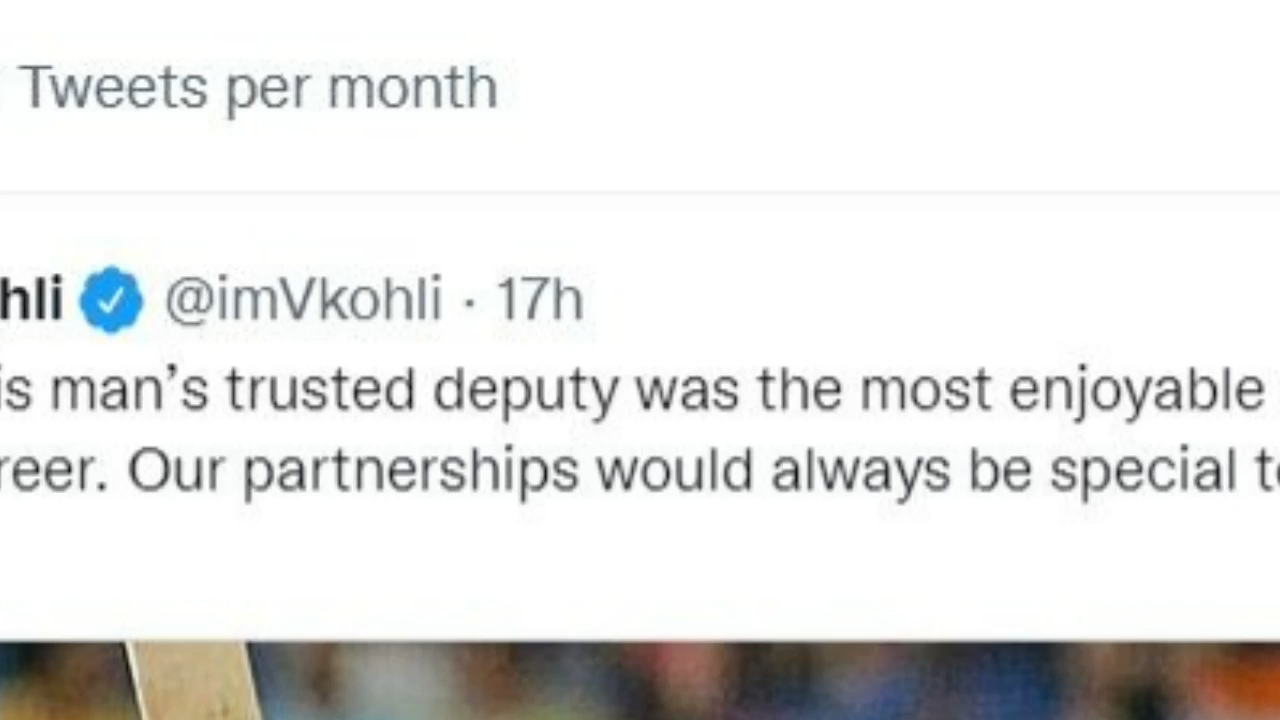 Tweets per month
hli @imVkohli · 17h
is man's trusted deputy was the most enjoyable
reer. Our partnerships would always be special to